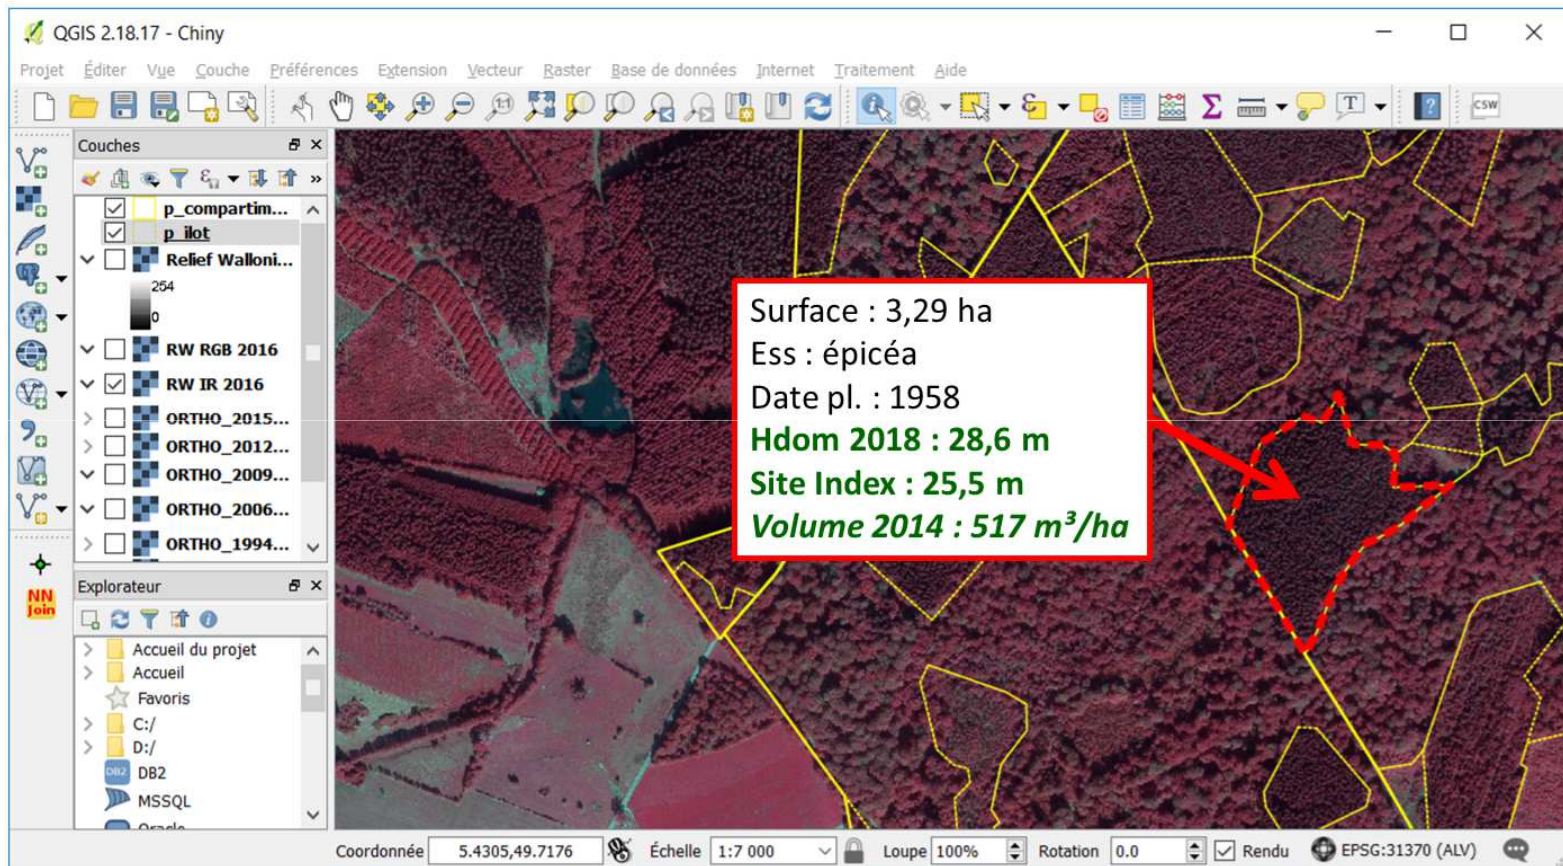 QGIS 2.18.17 - Chiny
Projet Éditer Vue Couche Préférences Extension Vecteur Raster Base de données Internet Traitement Aide
1:1
T
?
CSW
Couches
p_compartim...
p_ilot
Relief Walloni...
254
0
RW RGB 2016
RW IR 2016
ORTHO_2015...
ORTHO_2012...
ORTHO_2009...
ORTHO_2006...
ORTHO_1994...
NN
Join
Explorateur
Accueil du projet
Accueil
Favoris
C:/
D:/
DB2 DB2
MSSQL
Oracle
Surface : 3,29 ha
Ess : épicéa
Date pl. : 1958
Hdom 2018 : 28,6 m
Site Index : 25,5 m
Volume 2014 : 517 m³/ha
Coordonnée 5.4305,49.7176 Échelle 1:7 000 Loupe 100% Rotation 0.0 Rendu EPSG:31370 (ALV)